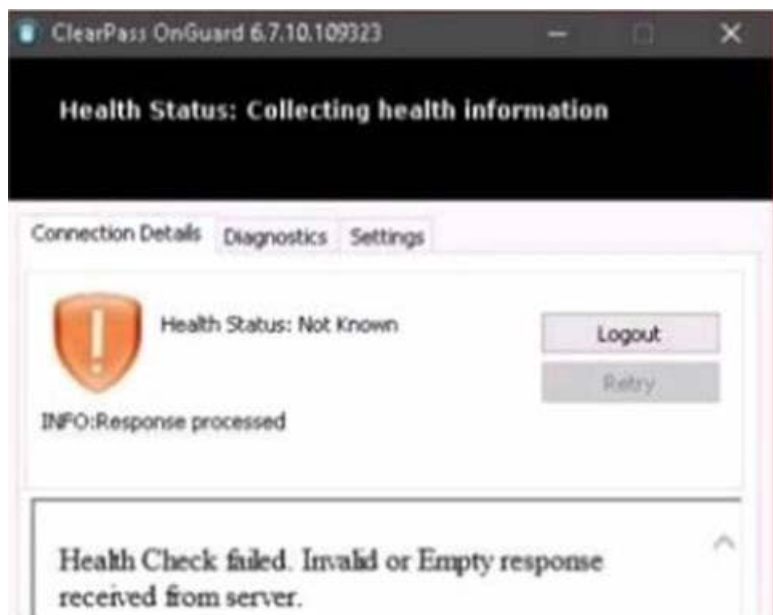 ClearPass OnGuard 6.7.10.109323
Health Status: Collecting health information
Connection Details Diagnostics Settings
Health Status: Not Known
Logout
Retry
INFO:Response processed
Health Check failed. Invalid or Empty response
received from server.